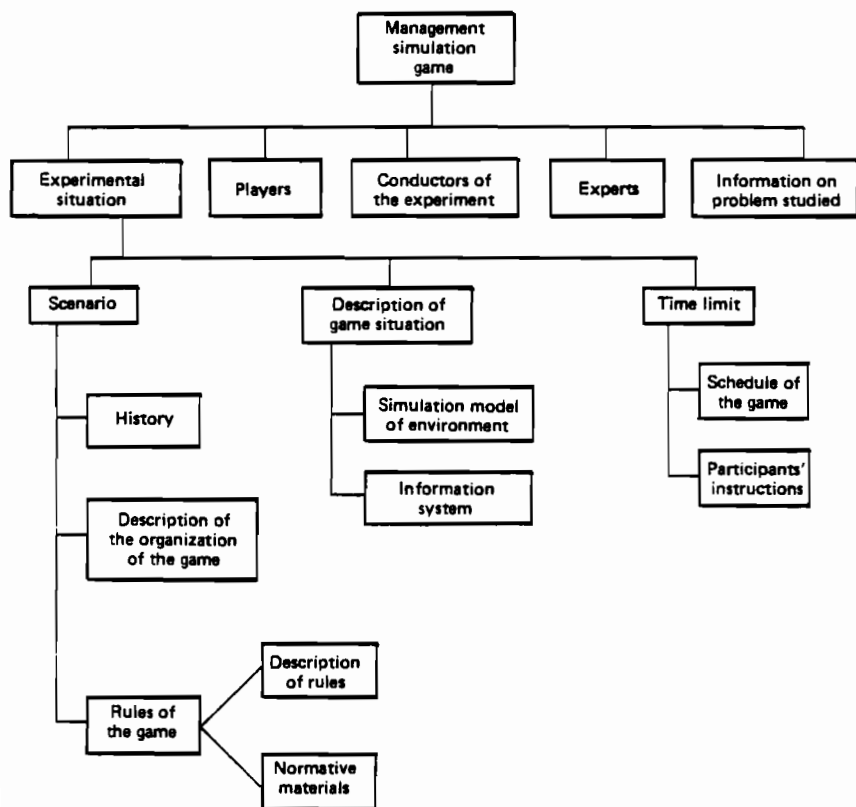 Management
simulation
game
Experimental
situation
Players
Conductors of
the experiment
Experts
Information on
problem studied
Scenario
Description of
game situation
Time limit
History
Simulation model
of environment
Schedule of
the game
Information
system
Participants'
instructions
Description of
the organization
of the game
Rules of
the game
Description
of rules
Normative
materials